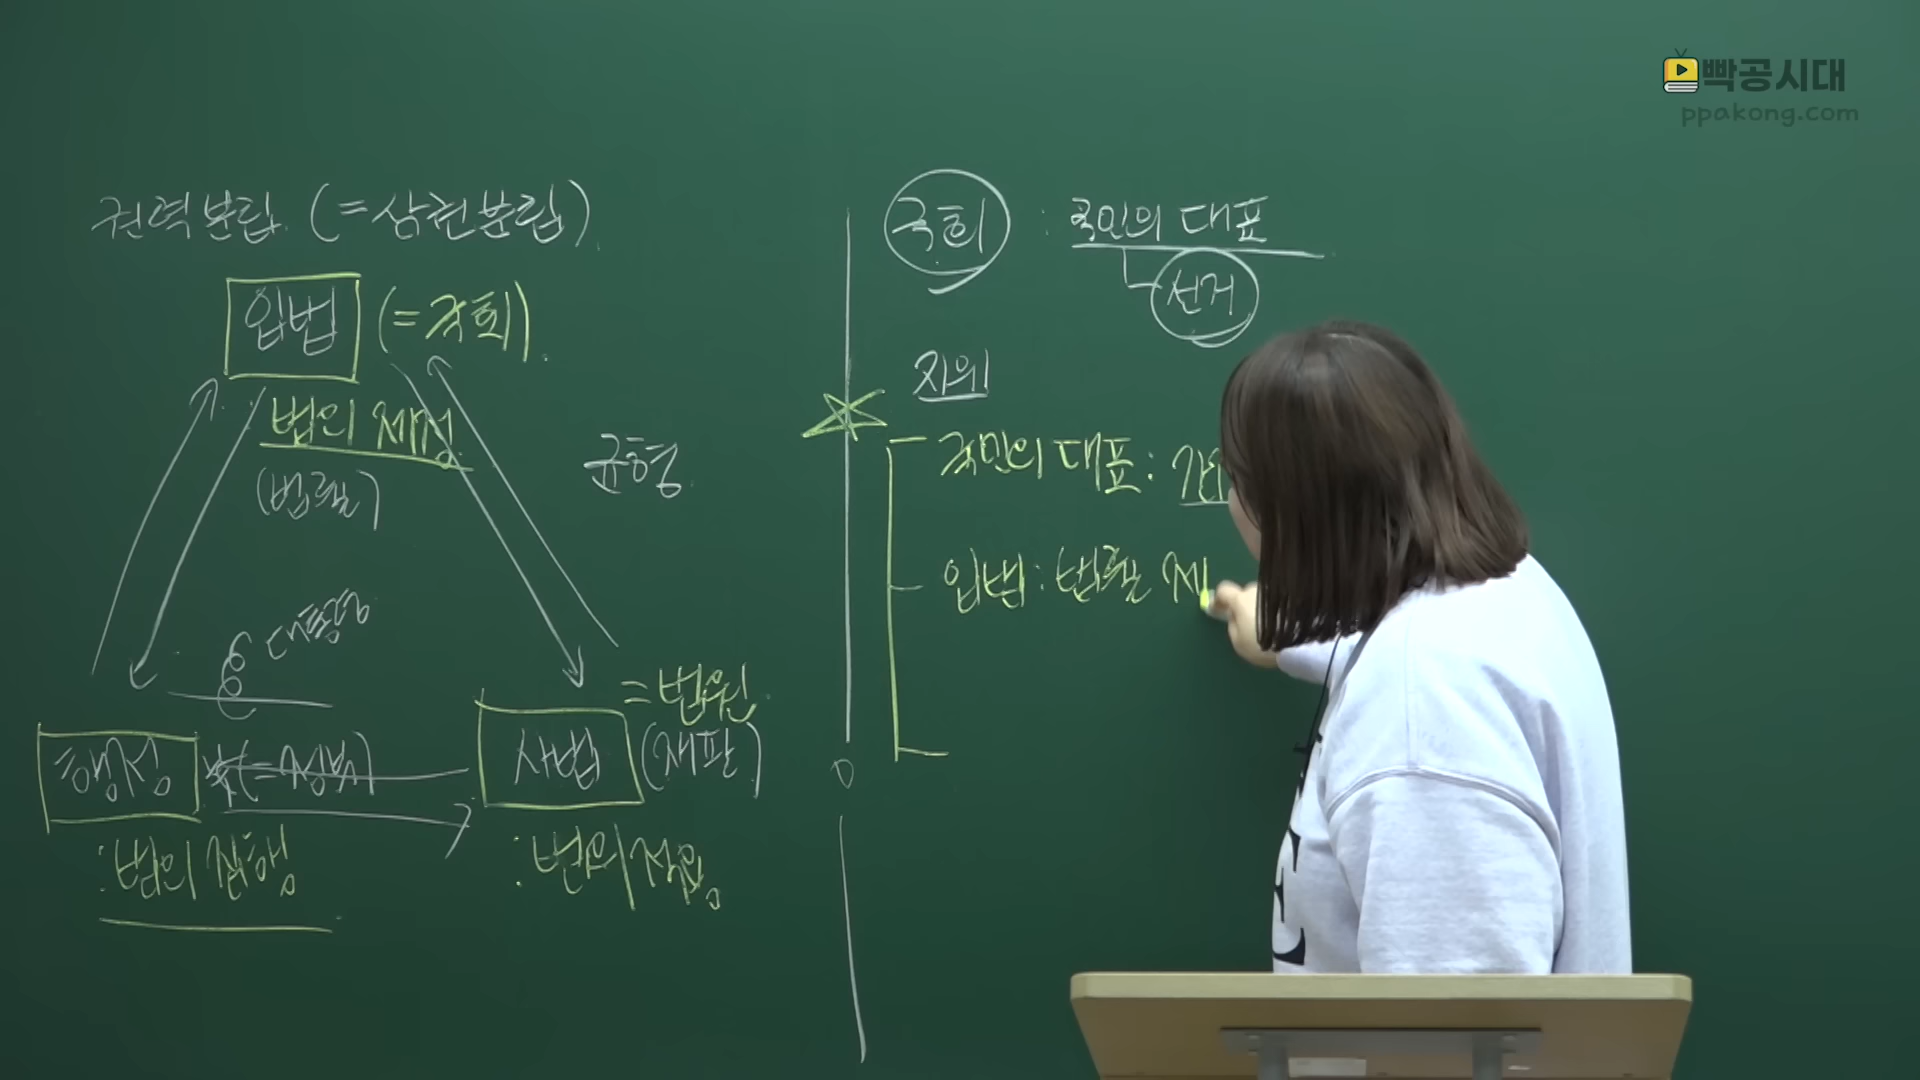 빡공시대
ppakong.com
권력분립 (=삼권분립)
입법 (=국회).
법의 제정
(법률)
균형
대통령
행정 (=정부)
:법의 집행
=법원
사법 (재판)
:법의 적용
국회 : 국민의 대표
선거
지위
국민의 대표:
입법: 법률 제